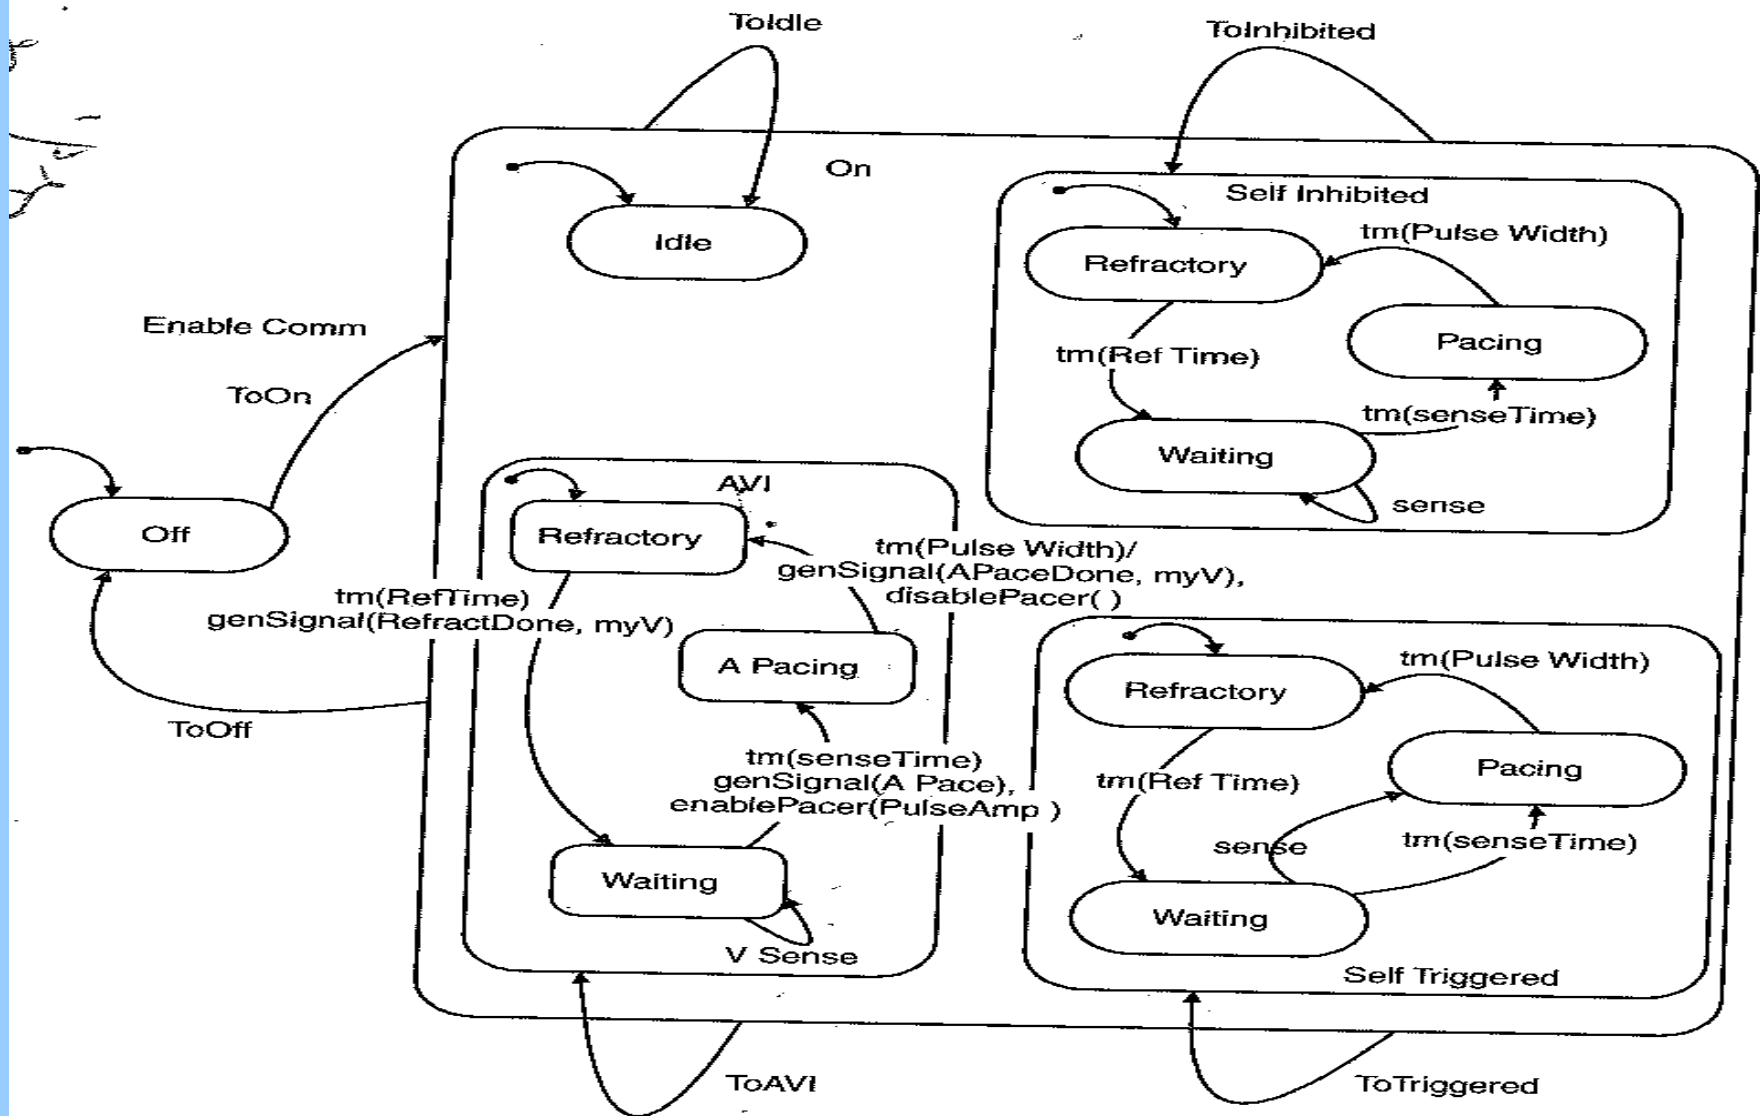 ToIdle
ToInhibited
On
Self Inhibited
Idle
Refractory
tm(Pulse Width)
Enable Comm
Pacing
tm(Ref Time)
ToOn
tm(senseTime)
Waiting
sense
AVI
Off
Refractory
tm(Pulse Width)/
genSignal(APaceDone, myV),
disablePacer( )
tm(RefTime)
genSignal(RefractDone, myV)
A Pacing
Refractory
tm(Pulse Width)
ToOff
tm(senseTime)
genSignal(A Pace),
enablePacer(PulseAmp )
tm(Ref Time)
Pacing
sense
tm(senseTime)
Waiting
Waiting
V Sense
Self Triggered
ToAVI
ToTriggered